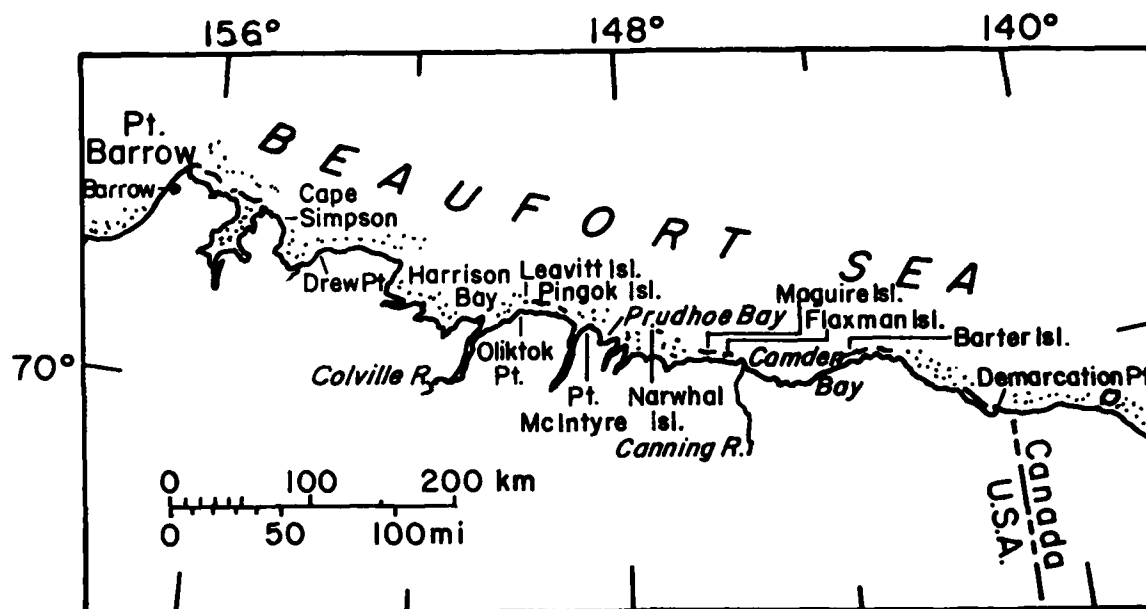 156° 148° 140°
Pt.
Barrow
BEAUFORT SEA
Barrow
Cape
Simpson
Drew Pt.
Harrison
Bay
Leavitt Isl.
Pingok Isl.
Prudhoe Bay
Maguire Isl.
Flaxman Isl.
Barter Isl.
70°
Colville R.
Oliktok
Pt.
Pt.
McIntyre
Narwhal
Isl.
Camden
Bay
Canning R.
Demarcation Pt.
Canada
U.S.A.
0 100 200 km
0 50 100 mi